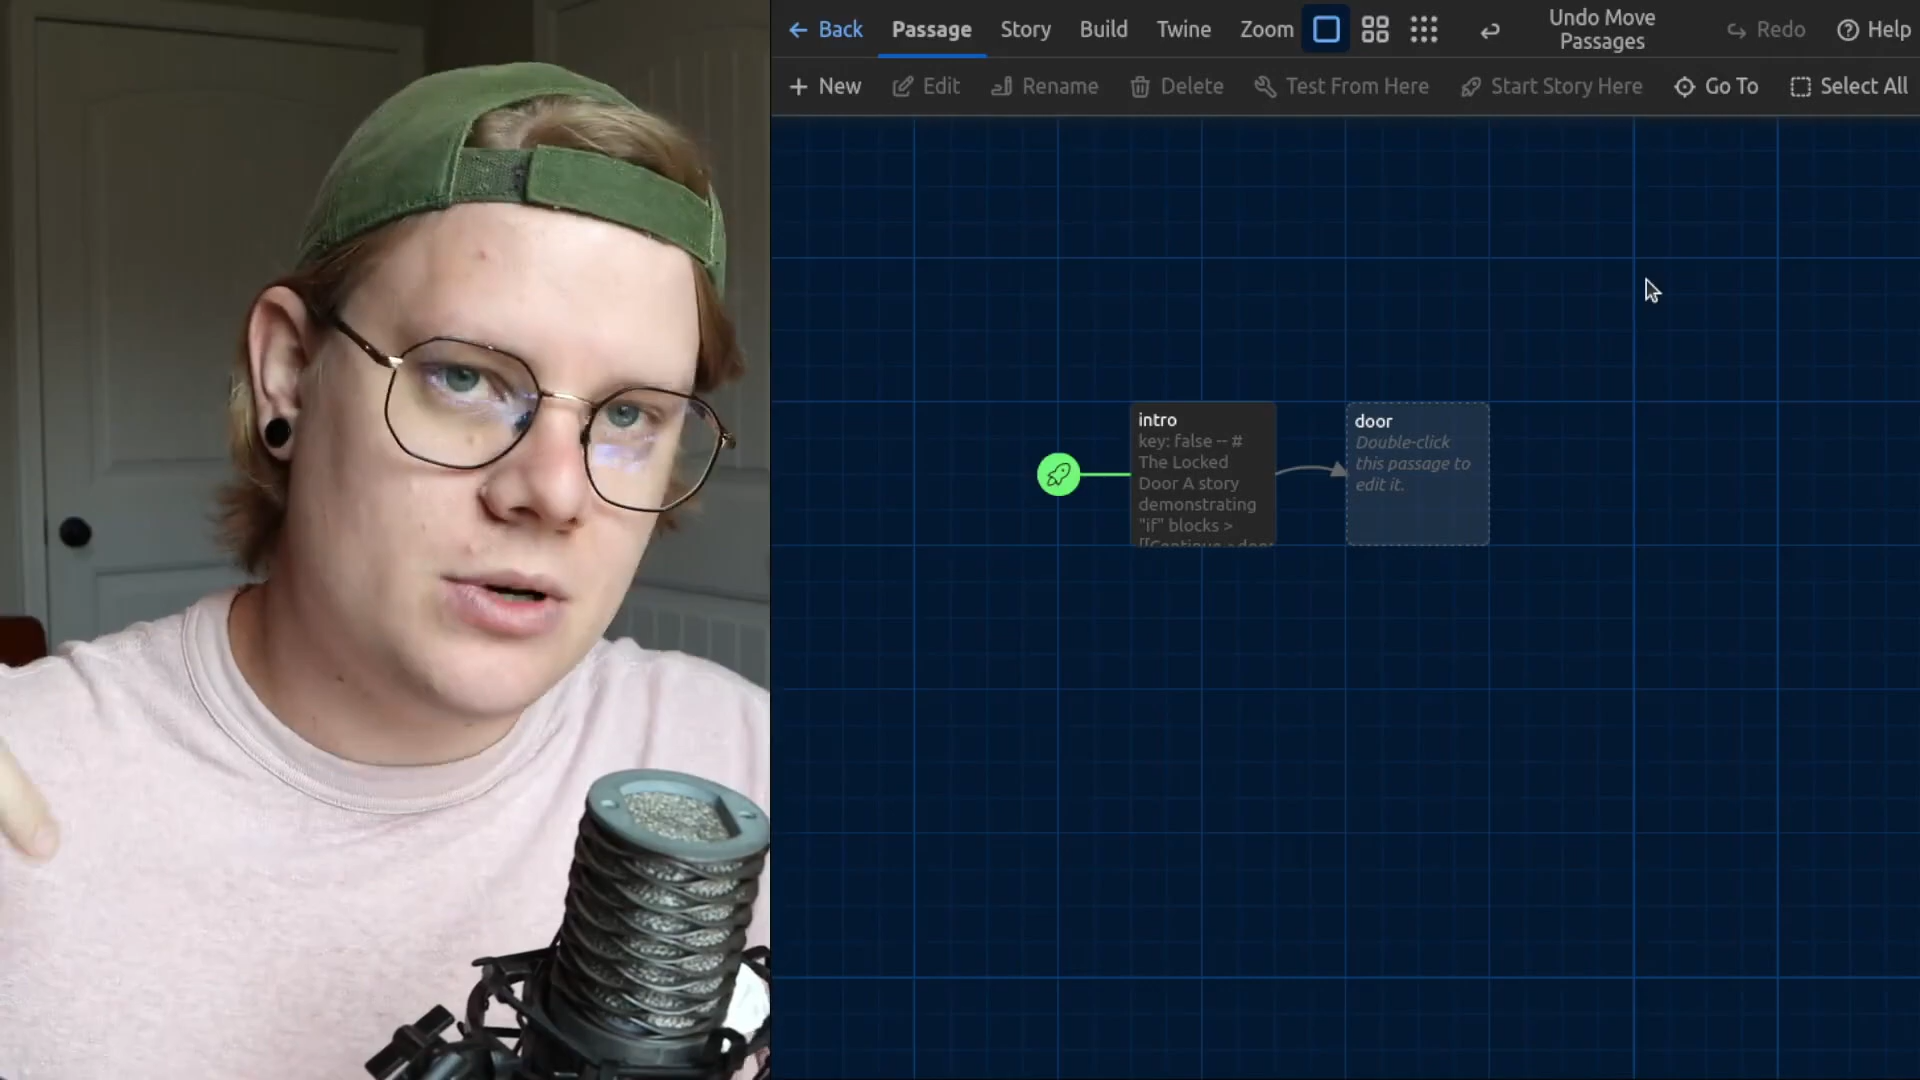 Back Passage Story Build Twine Zoom Undo Move
Passages Redo Help
New Edit Rename Delete Test From Here Start Story Here Go To Select All
intro
key: false -- #
The Locked
Door A story
demonstrating
"if" blocks >
door
Double-click
this passage to
edit it.